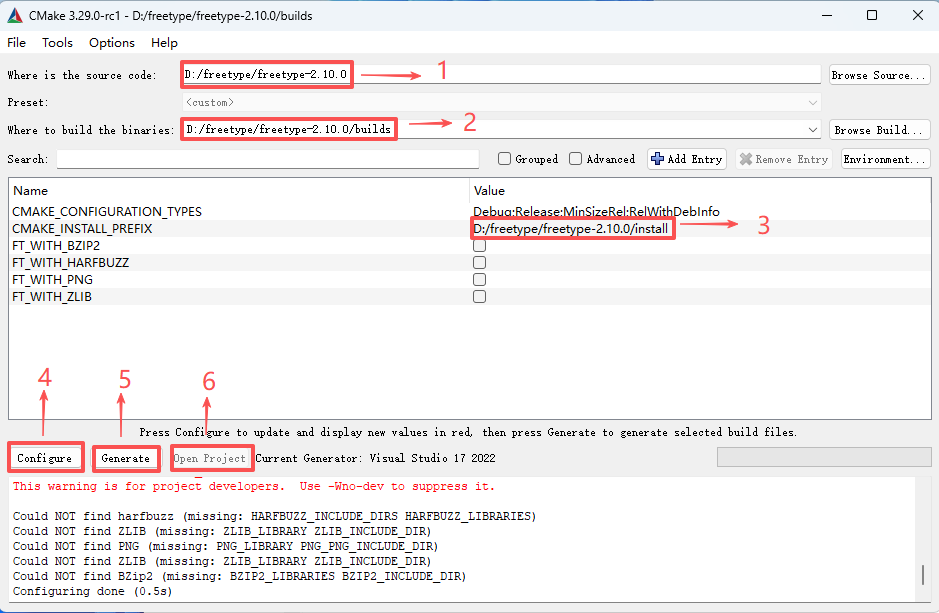 CMake 3.29.0-rc1 - D:/freetype/freetype-2.10.0/builds
File Tools Options Help
Where is the source code: D:/freetype/freetype-2.10.0 1 Browse Source...
Preset: <custom>
Where to build the binaries: D:/freetype/freetype-2.10.0/builds 2 Browse Build...
Search: Grouped Advanced Add Entry Remove Entry Environment...
Name Value
CMAKE_CONFIGURATION_TYPES Debug;Release;MinSizeRel;RelWithDebInfo
CMAKE_INSTALL_PREFIX D:/freetype/freetype-2.10.0/install 3
FT_WITH_BZIP2
FT_WITH_HARFBUZZ
FT_WITH_PNG
FT_WITH_ZLIB
4 5 6
Press Configure to update and display new values in red, then press Generate to generate selected build files.
Configure Generate Open Project Current Generator: Visual Studio 17 2022
This warning is for project developers.  Use -Wno-dev to suppress it.
Could NOT find harfbuzz (missing: HARFBUZZ_INCLUDE_DIRS HARFBUZZ_LIBRARIES)
Could NOT find ZLIB (missing: ZLIB_LIBRARY ZLIB_INCLUDE_DIR)
Could NOT find PNG (missing: PNG_LIBRARY PNG_PNG_INCLUDE_DIR)
Could NOT find ZLIB (missing: ZLIB_LIBRARY ZLIB_INCLUDE_DIR)
Could NOT find BZip2 (missing: BZIP2_LIBRARIES BZIP2_INCLUDE_DIR)
Configuring done (0.5s)